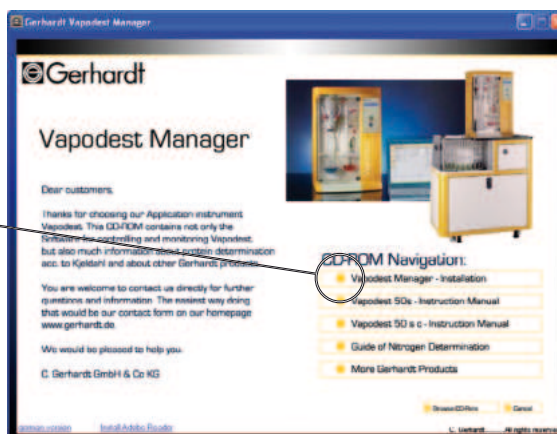 Gerhardt Vapodest Manager
Gerhardt
Vapodest Manager
Dear customers,
Thanks for choosing our Application instrument
Vapodest. This CD-ROM contains not only the
Software for controlling and monitoring Vapodest,
but also much information about protein determination
acc. to Kjeldahl and about other Gerhardt products.
You are welcome to contact us directly for further
questions and information. The easiest way doing
that would be our contact form on our homepage
www.gerhardt.de.
We would be pleased to help you.
C. Gerhardt GmbH & Co KG
CD-ROM Navigation:
Vapodest Manager - Installation
Vapodest 50s - Instruction Manual
Vapodest 50 s c - Instruction Manual
Guide of Nitrogen Determination
More Gerhardt Products
Browse CD-Rom
Cancel
german version
Install Adobe Reader
C. Gerhardt
All rights reserved